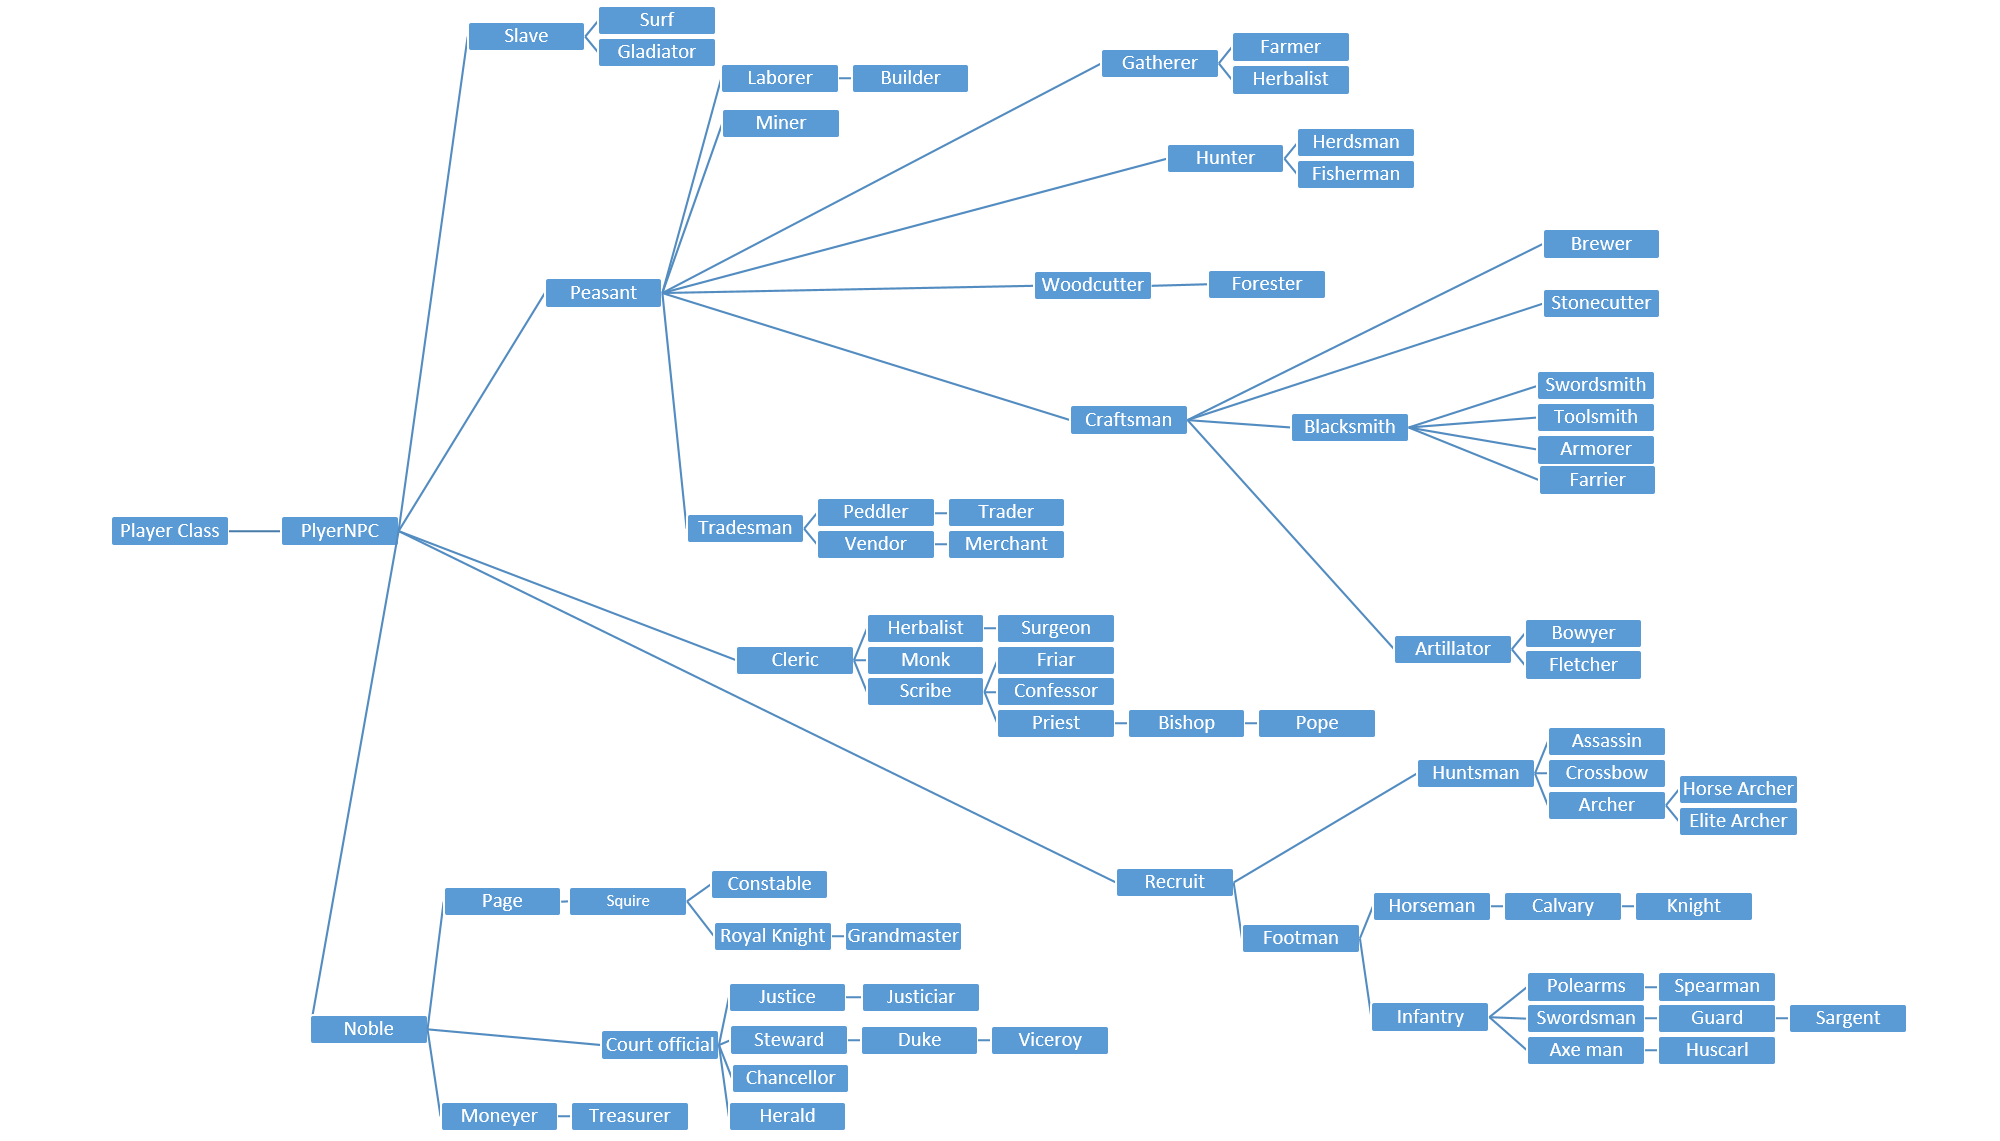 Player Class
PlyerNPC
Slave
Surf
Gladiator
Peasant
Laborer
Builder
Miner
Gatherer
Farmer
Herbalist
Hunter
Herdsman
Fisherman
Woodcutter
Forester
Craftsman
Brewer
Stonecutter
Blacksmith
Swordsmith
Toolsmith
Armorer
Farrier
Artillator
Bowyer
Fletcher
Tradesman
Peddler
Trader
Vendor
Merchant
Cleric
Herbalist
Surgeon
Monk
Scribe
Friar
Confessor
Priest
Bishop
Pope
Recruit
Huntsman
Assassin
Crossbow
Archer
Horse Archer
Elite Archer
Footman
Horseman
Calvary
Knight
Infantry
Polearms
Spearman
Swordsman
Guard
Sargent
Axe man
Huscarl
Noble
Page
Squire
Constable
Royal Knight
Grandmaster
Court official
Justice
Justiciar
Steward
Duke
Viceroy
Chancellor
Herald
Moneyer
Treasurer